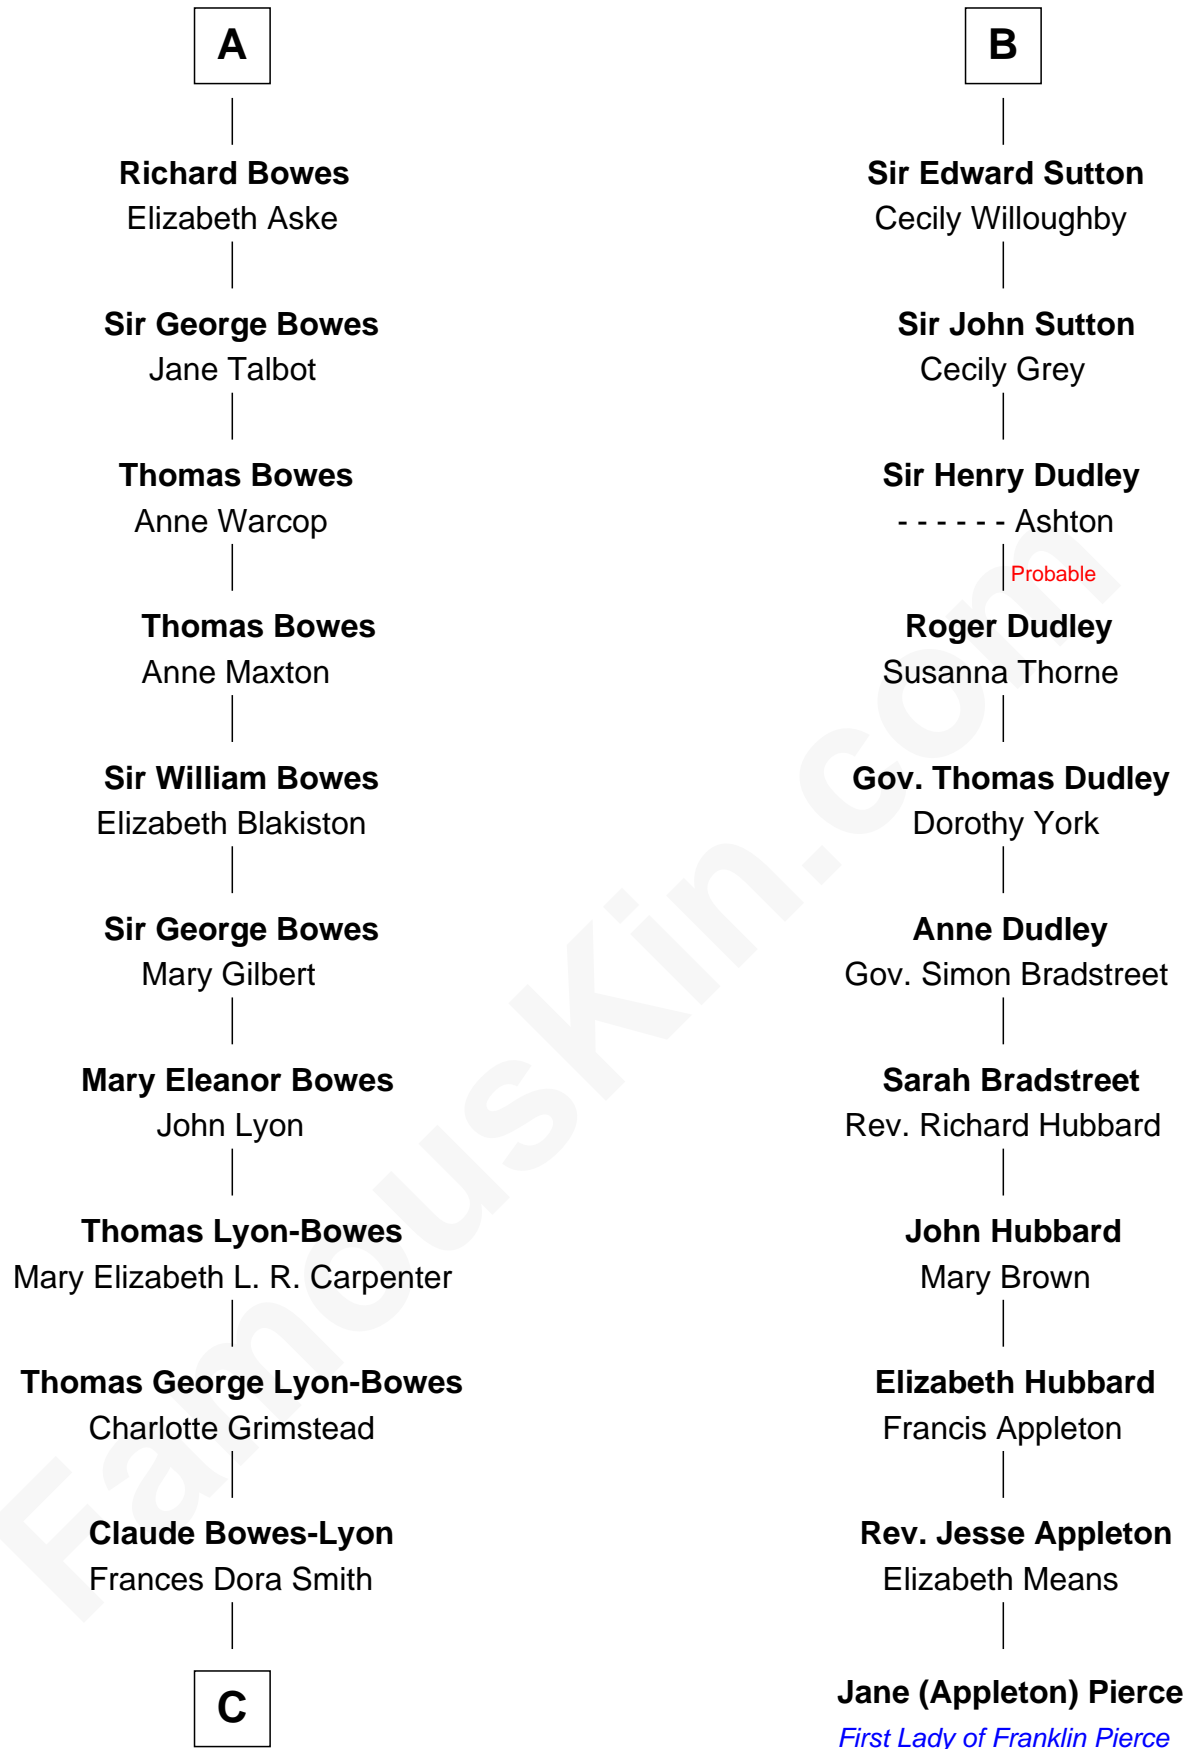 A
Richard Bowes
Elizabeth Aske
Sir George Bowes
Jane Talbot
Thomas Bowes
Anne Warcop
Thomas Bowes
Anne Maxton
Sir William Bowes
Elizabeth Blakiston
Sir George Bowes
Mary Gilbert
Mary Eleanor Bowes
John Lyon
Thomas Lyon-Bowes
Mary Elizabeth L. R. Carpenter
Thomas George Lyon-Bowes
Charlotte Grimstead
Claude Bowes-Lyon
Frances Dora Smith
C
B
Sir Edward Sutton
Cecily Willoughby
Sir John Sutton
Cecily Grey
Sir Henry Dudley
- - - - - - Ashton
Probable
Roger Dudley
Susanna Thorne
Gov. Thomas Dudley
Dorothy York
Anne Dudley
Gov. Simon Bradstreet
Sarah Bradstreet
Rev. Richard Hubbard
John Hubbard
Mary Brown
Elizabeth Hubbard
Francis Appleton
Rev. Jesse Appleton
Elizabeth Means
Jane (Appleton) Pierce
First Lady of Franklin Pierce
FamousKin.com